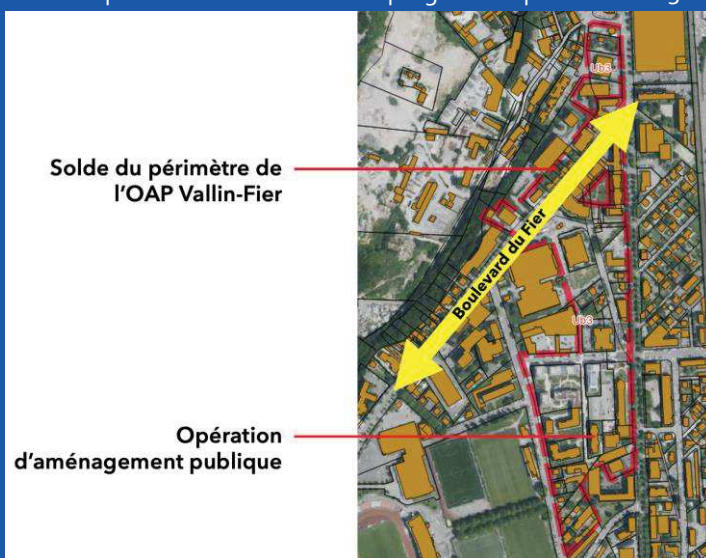 Ub3
Solde du périmètre de
l'OAP Vallin-Fier
Boulevard du Fier
Ub3
Opération
d'aménagement publique